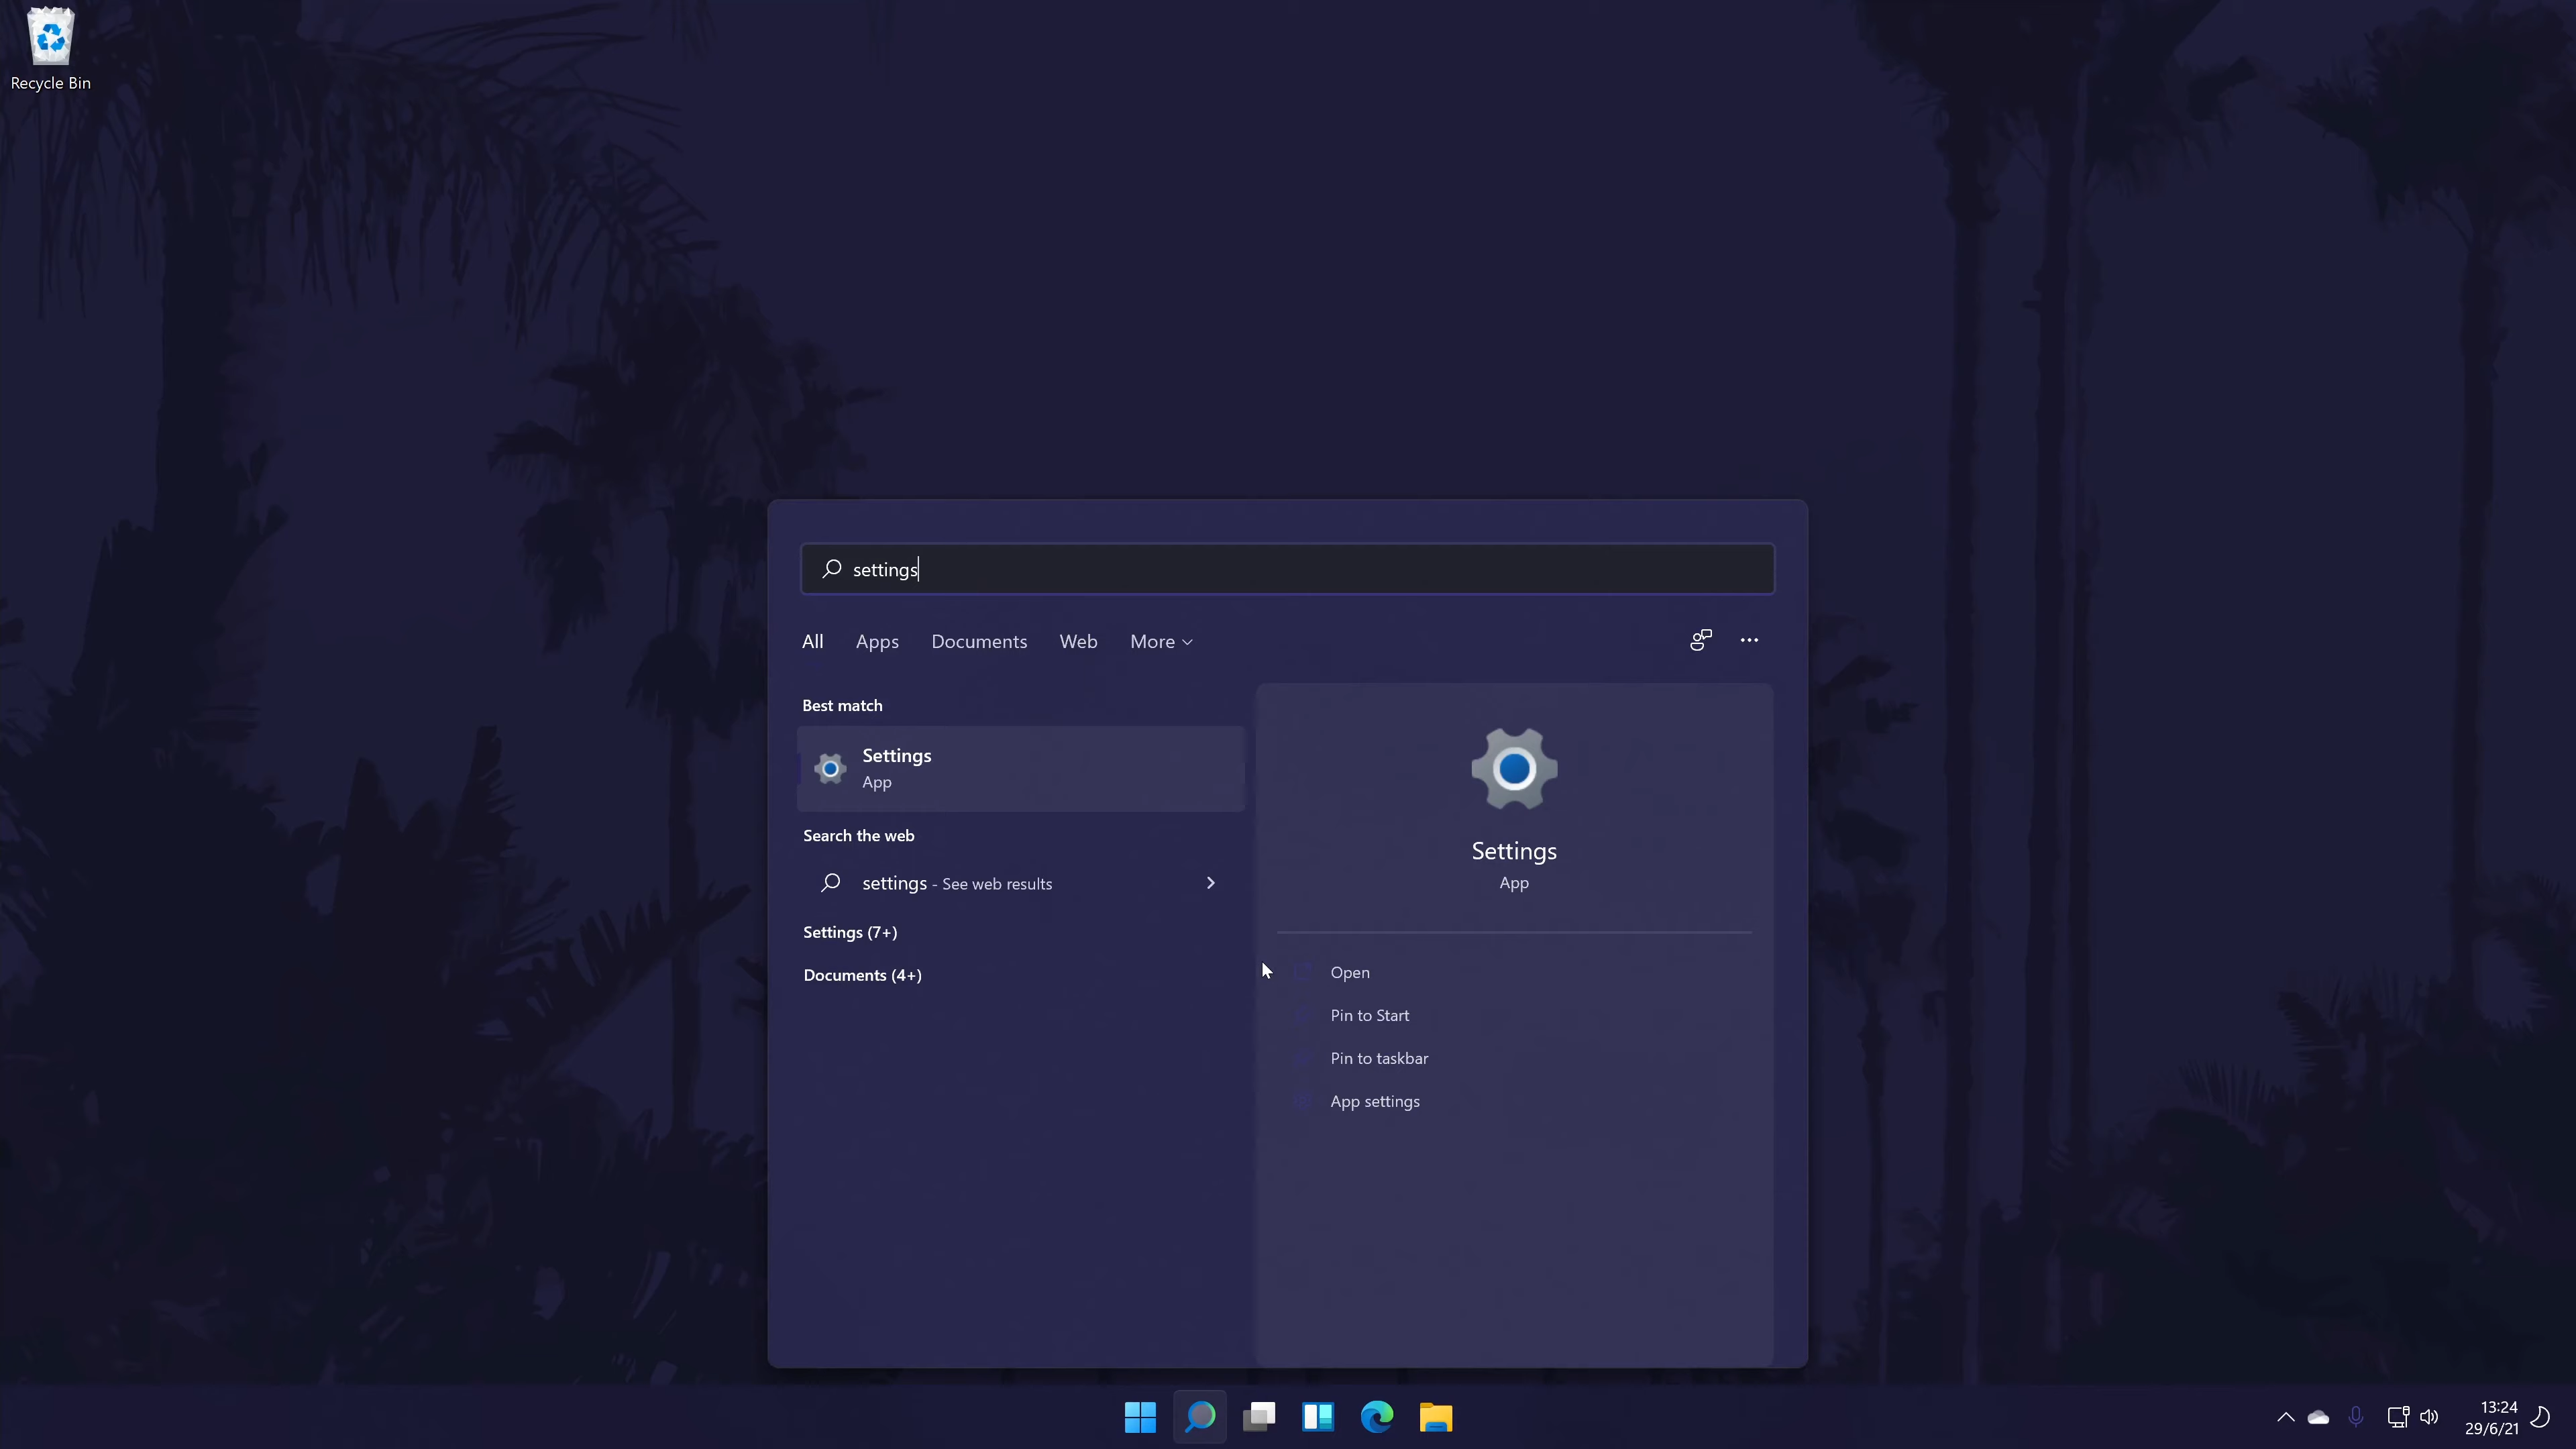 Recycle Bin
settings
All Apps Documents Web More
Best match
Settings
App
Search the web
settings - See web results
Settings (7+)
Documents (4+)
Settings
App
Open
Pin to Start
Pin to taskbar
App settings
13:24
29/6/21